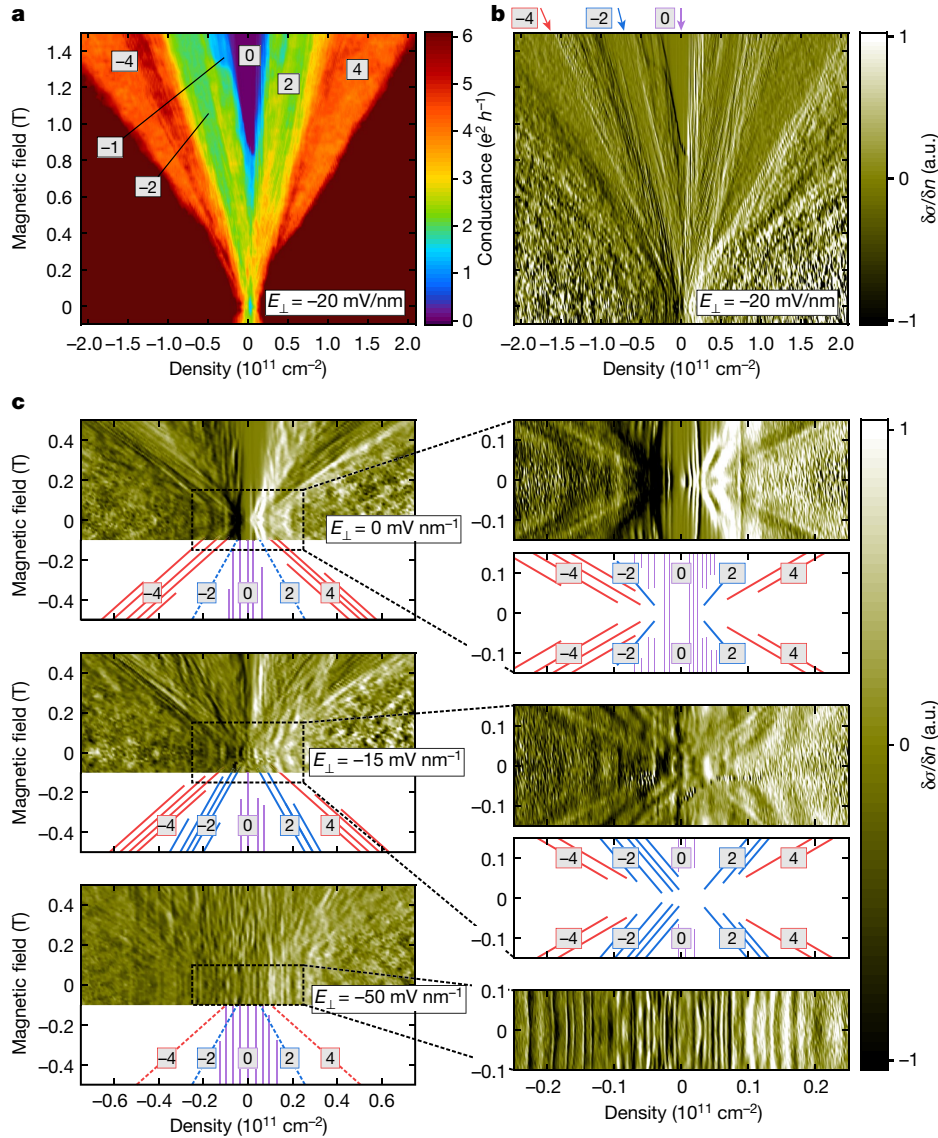 a
Magnetic field (T)
1.4
1.2
1.0
0.8
0.6
0.4
0.2
0
−4
0
2
4
−1
−2
E⊥ = −20 mV/nm
−2.0 −1.5 −1.0 −0.5 0 0.5 1.0 1.5 2.0
Density (10¹¹ cm⁻²)
6
5
4
3
2
1
0
Conductance (e² h⁻¹)
b
−4
−2
0
E⊥ = −20 mV/nm
−2.0 −1.5 −1.0 −0.5 0 0.5 1.0 1.5 2.0
Density (10¹¹ cm⁻²)
1
0
−1
δσ/δn (a.u.)
c
Magnetic field (T)
0.4
0.2
0
−0.2
−0.4
E⊥ = 0 mV nm⁻¹
−4 −2 0 2 4
Magnetic field (T)
0.4
0.2
0
−0.2
−0.4
E⊥ = −15 mV nm⁻¹
−4 −2 0 2 4
Magnetic field (T)
0.4
0.2
0
−0.2
−0.4
E⊥ = −50 mV nm⁻¹
−4 −2 0 2 4
−0.6 −0.4 −0.2 0 0.2 0.4 0.6
Density (10¹¹ cm⁻²)
0.1
0
−0.1
0.1
0
−0.1
−4 −2 0 2 4
−4 −2 0 2 4
0.1
0
−0.1
0.1
0
−0.1
−4 −2 0 2 4
−4 −2 0 2 4
0.1
0
−0.1
−0.2 −0.1 0 0.1 0.2
Density (10¹¹ cm⁻²)
1
0
−1
δσ/δn (a.u.)